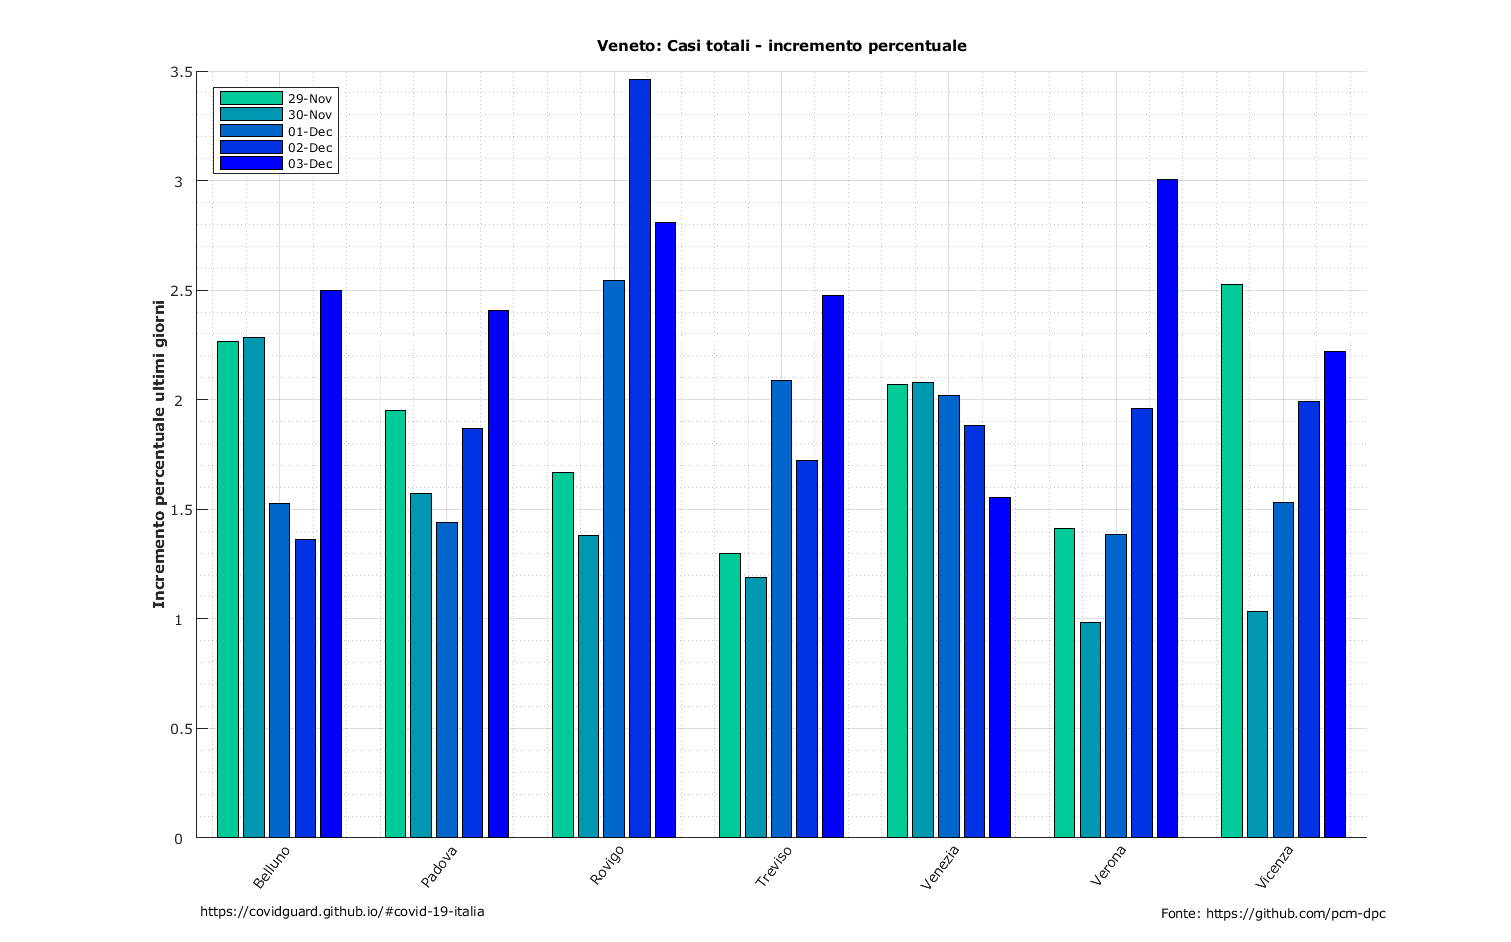 Veneto: Casi totali - incremento percentuale
3.5
3
2.5
2
1.5
1
0.5
0
Incremento percentuale ultimi giorni
29-Nov
30-Nov
01-Dec
02-Dec
03-Dec
Belluno
Padova
Rovigo
Treviso
Venezia
Verona
Vicenza
https://covidguard.github.io/#covid-19-italia
Fonte: https://github.com/pcm-dpc